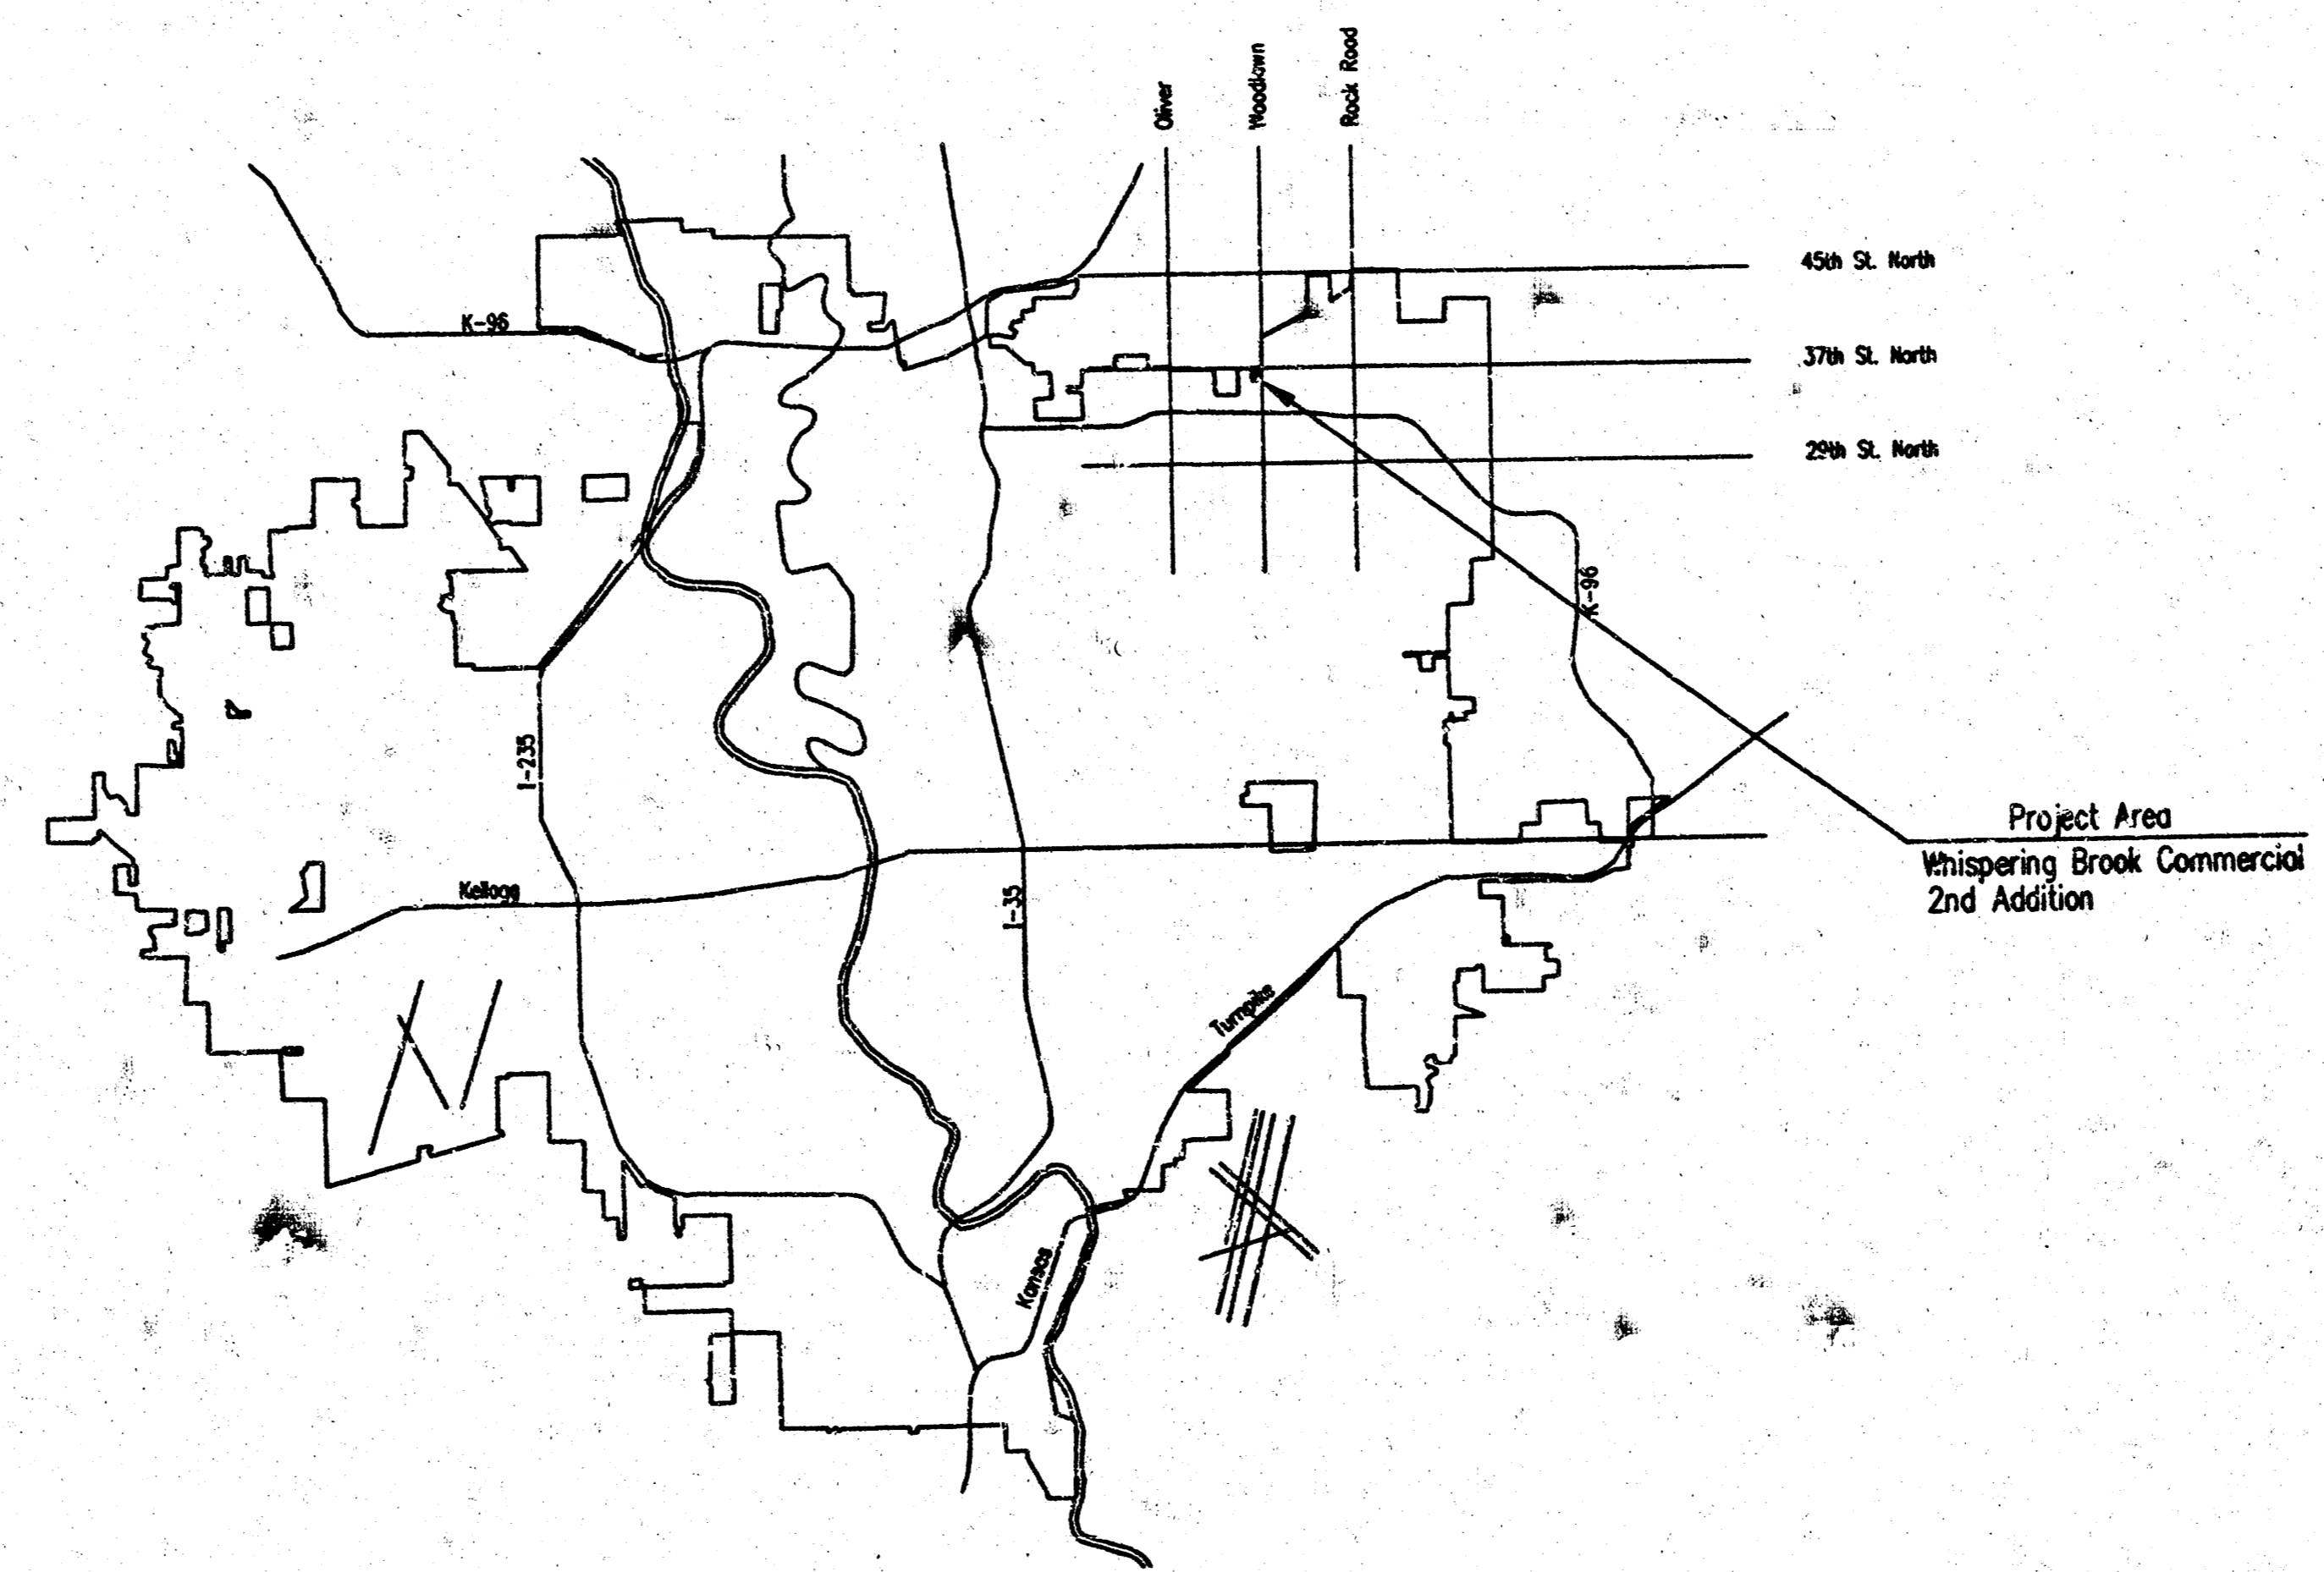 Oliver
Woodlawn
Rock Road
45th St. North
K-96
37th St. North
29th St. North
K-96
I-235
Project Area
Whispering Brook Commercial
2nd Addition
Kellogg
I-35
Turnpike
Kansas